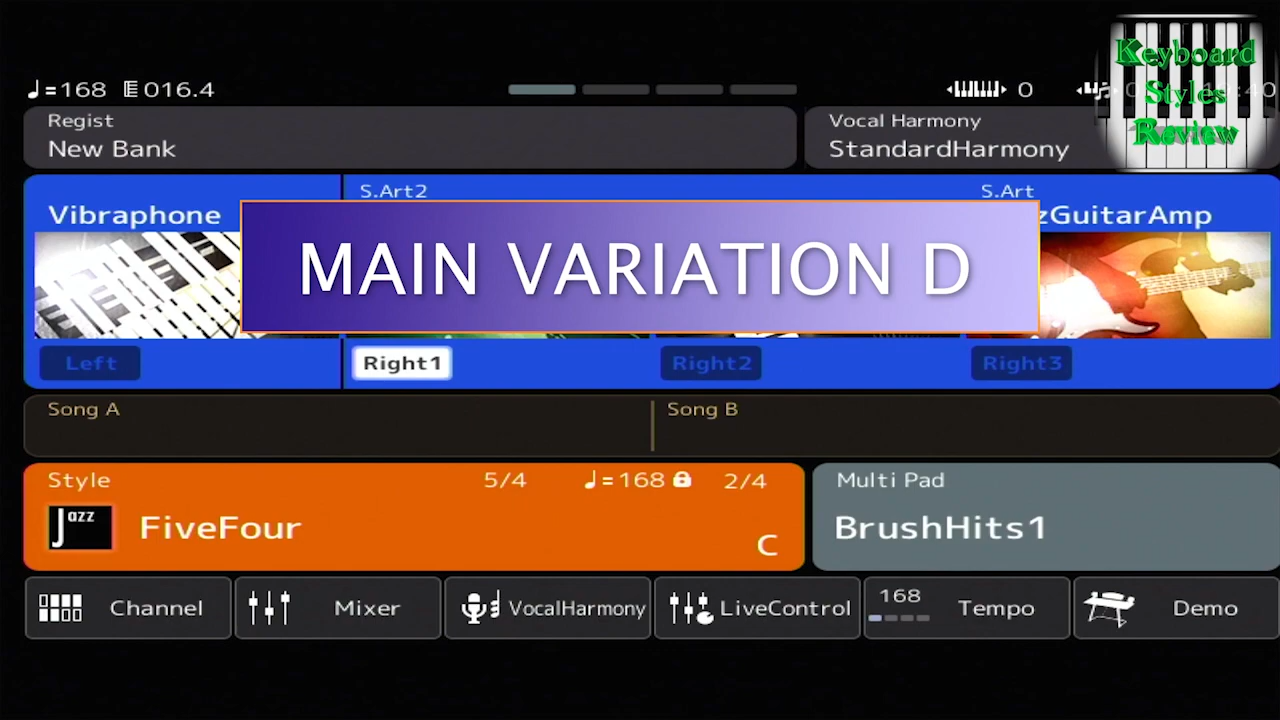 =168 016.4
0
:40
Keyboard
Styles
Review
Regist
New Bank
Vocal Harmony
StandardHarmony
Vibraphone
S.Art2
S.Art
zGuitarAmp
MAIN VARIATION D
Left
Right1
Right2
Right3
Song A
Song B
Style
5/4
=168
2/4
Jazz
FiveFour
C
Multi Pad
BrushHits1
Channel
Mixer
VocalHarmony
LiveControl
168
Tempo
Demo